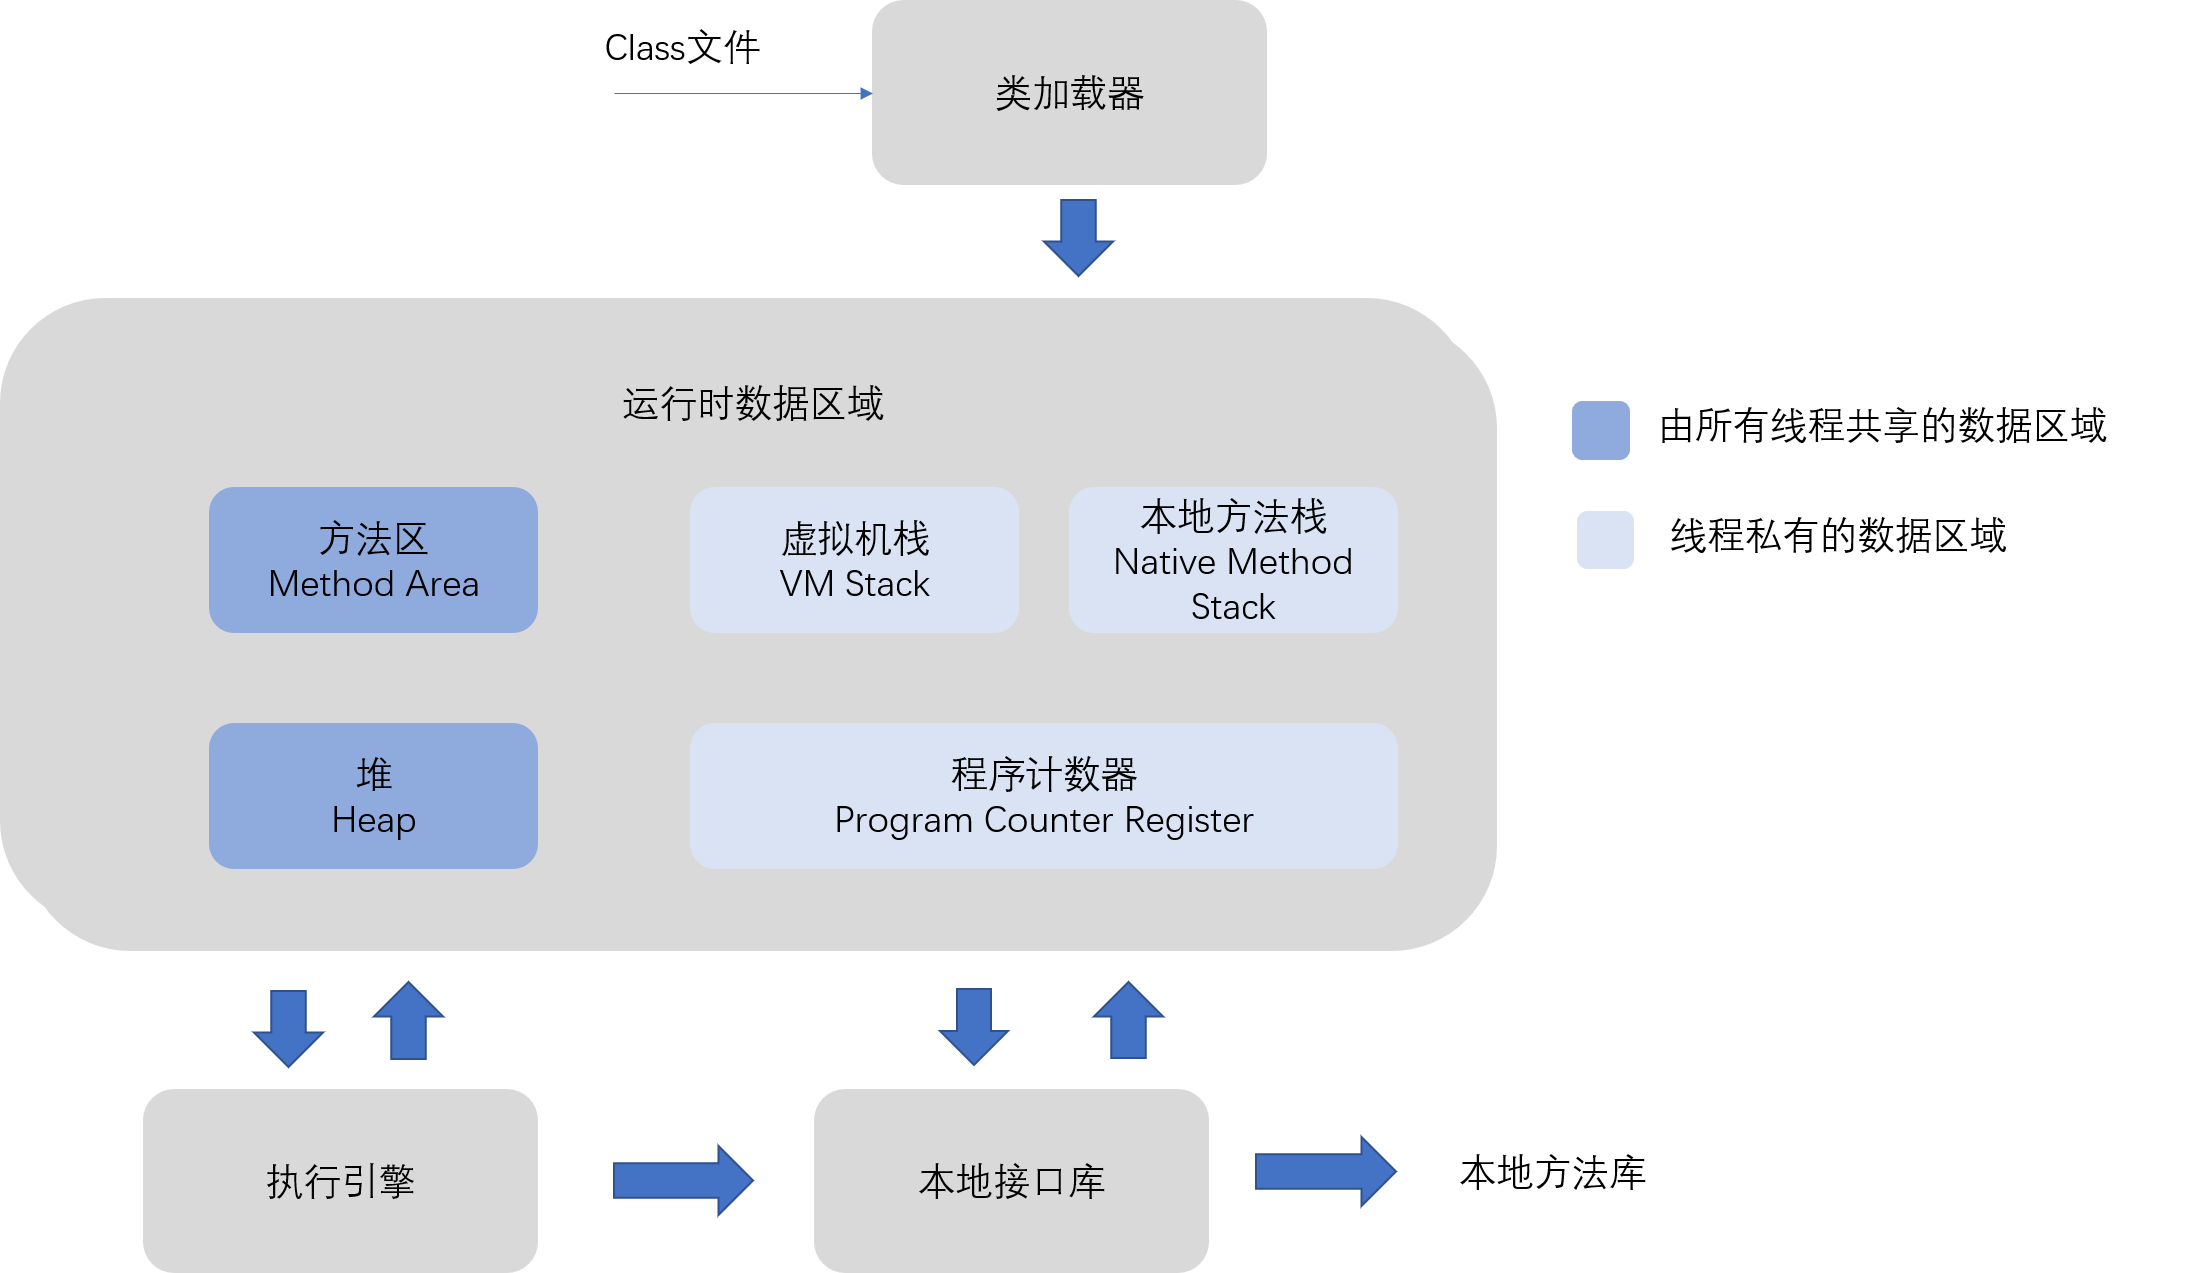 Class文件
类加载器
运行时数据区域
由所有线程共享的数据区域
线程私有的数据区域
方法区
Method Area
虚拟机栈
VM Stack
本地方法栈
Native Method
Stack
堆
Heap
程序计数器
Program Counter Register
执行引擎
本地接口库
本地方法库